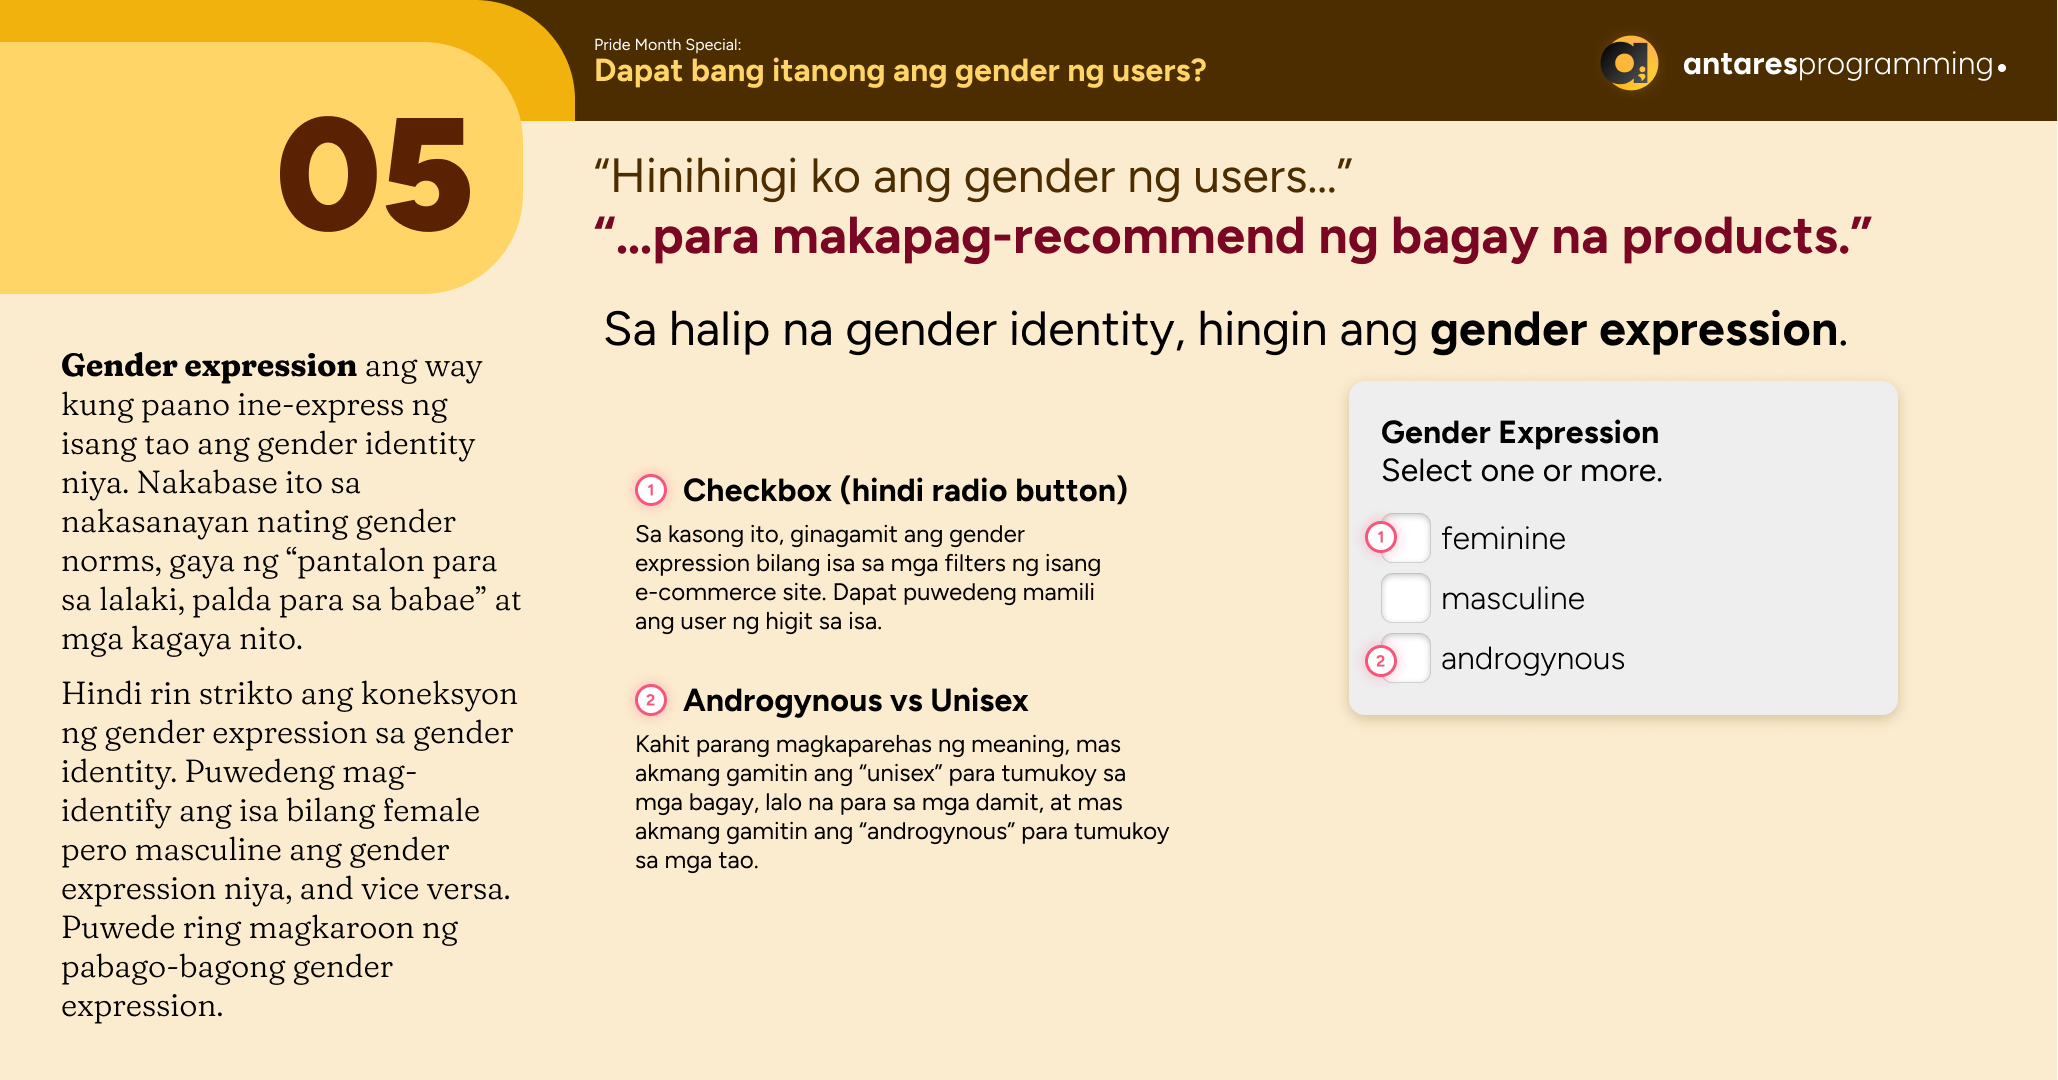 05
Pride Month Special:
Dapat bang itanong ang gender ng users?
antaresprogramming.
“Hinihingi ko ang gender ng users...”
“...para makapag-recommend ng bagay na products.”
Sa halip na gender identity, hingin ang gender expression.
Gender expression ang way
kung paano ine-express ng
isang tao ang gender identity
niya. Nakabase ito sa
nakasanayan nating gender
norms, gaya ng “pantalon para
sa lalaki, palda para sa babae” at
mga kagaya nito.
Hindi rin strikto ang koneksyon
ng gender expression sa gender
identity. Puwedeng mag-
identify ang isa bilang female
pero masculine ang gender
expression niya, and vice versa.
Puwede ring magkaroon ng
pabago-bagong gender
expression.
1 Checkbox (hindi radio button)
Sa kasong ito, ginagamit ang gender
expression bilang isa sa mga filters ng isang
e-commerce site. Dapat puwedeng mamili
ang user ng higit sa isa.
2 Androgynous vs Unisex
Kahit parang magkaparehas ng meaning, mas
akmang gamitin ang “unisex” para tumukoy sa
mga bagay, lalo na para sa mga damit, at mas
akmang gamitin ang “androgynous” para tumukoy
sa mga tao.
Gender Expression
Select one or more.
1 feminine
masculine
2 androgynous